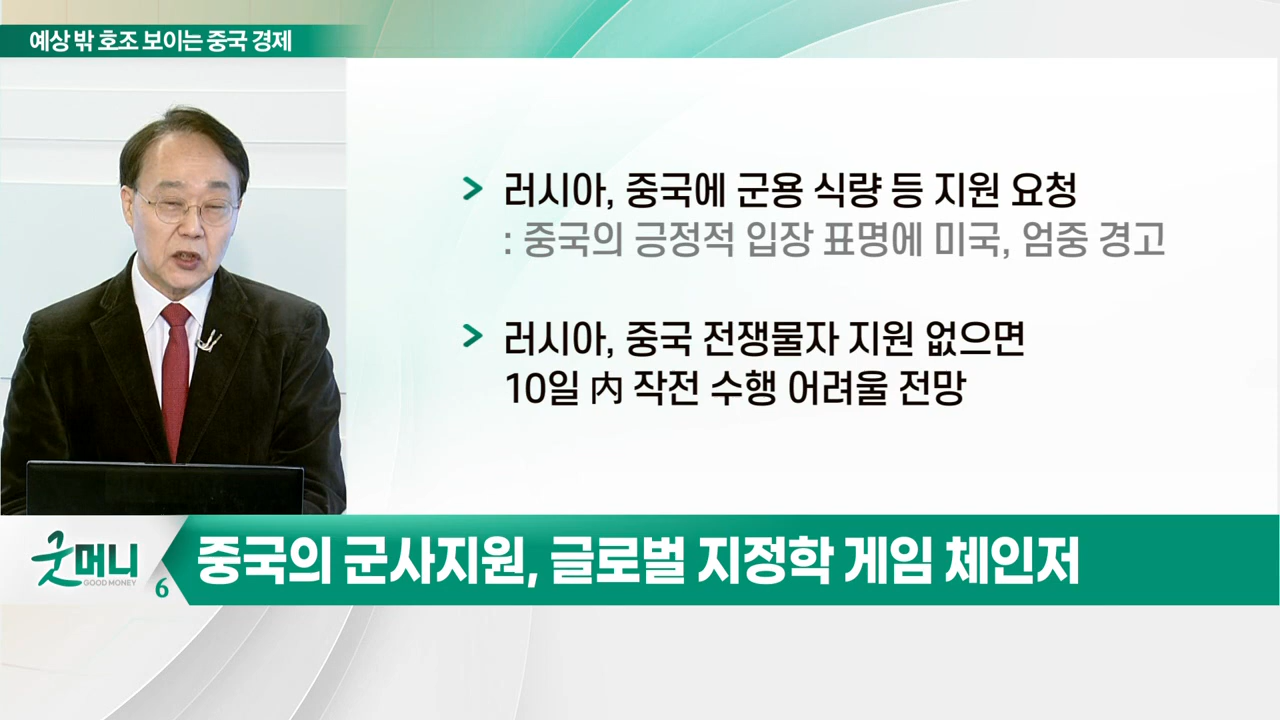 예상 밖 호조 보이는 중국 경제
> 러시아, 중국에 군용 식량 등 지원 요청
: 중국의 긍정적 입장 표명에 미국, 엄중 경고
> 러시아, 중국 전쟁물자 지원 없으면
10일 內 작전 수행 어려울 전망
굿머니
GOOD MONEY
6
중국의 군사지원, 글로벌 지정학 게임 체인저